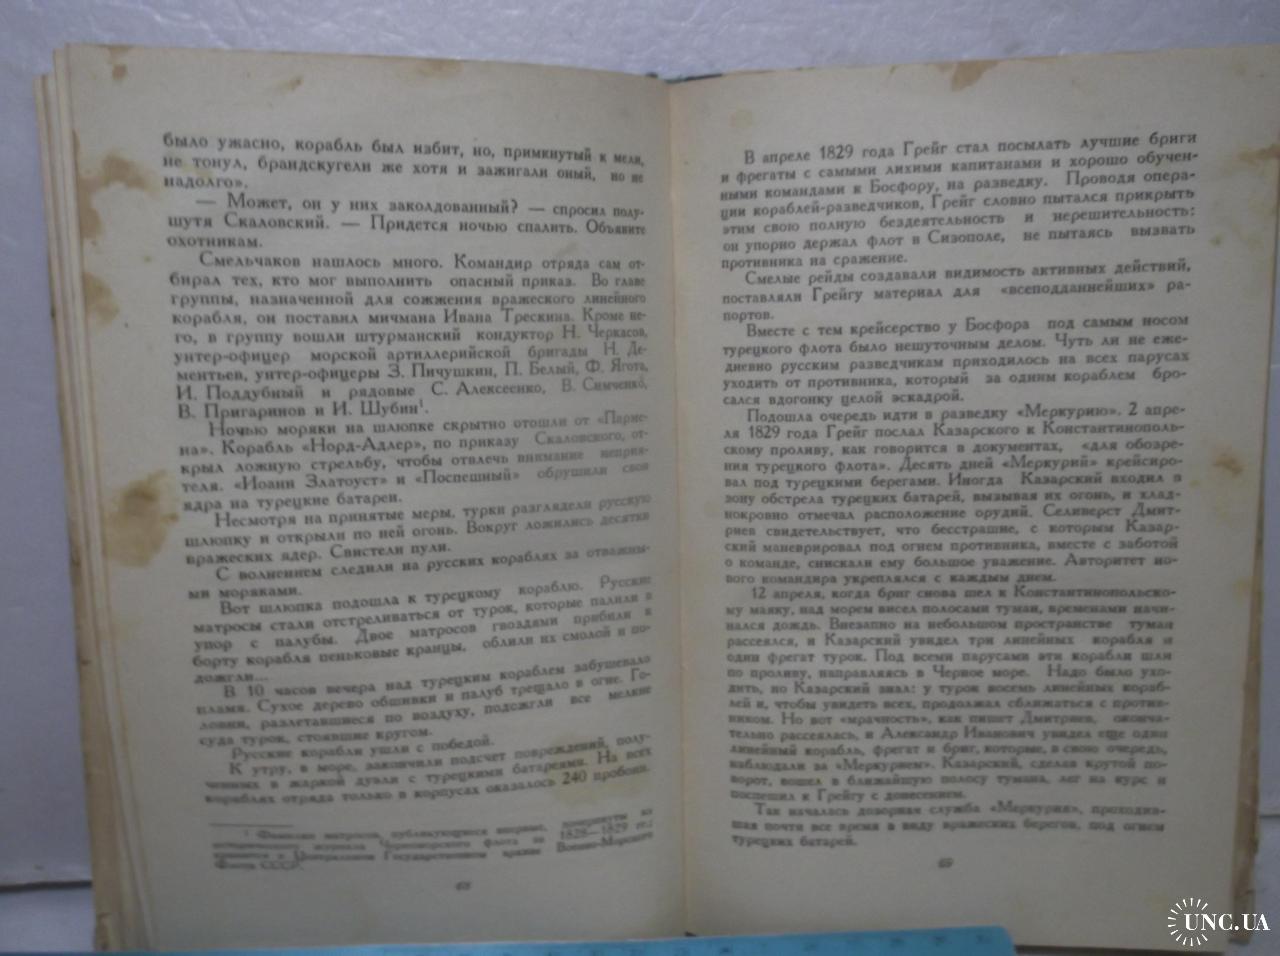 было ужасно, корабль был избит, но, примкнутый к мели,
не тонул, брандскугели же хотя и зажигали оный, но не
надолго».
— Может, он у них заколдованный? — спросил полу-
шутя Скаловский. — Придется ночью спалить. Объявите
охотникам.
Смельчаков нашлось много. Командир отряда сам от-
бирал тех, кто мог выполнить опасный приказ. Во главе
группы, назначенной для сожжения вражеского линейного
корабля, он поставил мичмана Ивана Трескина. Кроме не-
го, в группу вошли штурманский кондуктор Н. Черкасов,
унтер-офицер морской артиллерийской бригады Н. Де-
ментьев, унтер-офицеры З. Пичушкин, П. Белый, Ф. Ягота,
И. Поддубный и рядовые С. Алексеенко, В. Симченко,
В. Пригаринов и И. Шубин¹.
Ночью моряки на шлюпке скрытно отошли от «Парме-
на». Корабль «Норд-Адлер», по приказу Скаловского, от-
крыл ложную стрельбу, чтобы отвлечь внимание неприя-
теля. «Иоанн Златоуст» и «Поспешный» обрушили свои
ядра на турецкие батареи.
Несмотря на принятые меры, турки разглядели русскую
шлюпку и открыли по ней огонь. Вокруг ложились десятки
вражеских ядер. Свистели пули.
С волнением следили на русских кораблях за отважны-
ми моряками.
Вот шлюпка подошла к турецкому кораблю. Русские
матросы стали отстреливаться от турок, которые палили в
упор с палубы. Двое матросов гвоздями прибили к
борту корабля пеньковые кранцы, облили их смолой и по-
дожгли...
В 10 часов вечера над турецким кораблем забушевало
пламя. Сухое дерево обшивки и палуб трещало в огне. Го-
ловни, разлетавшиеся по воздуху, подожгли все мелкие
суда турок, стоявшие кругом.
Русские корабли ушли с победой.
К утру, в море, закончили подсчет повреждений, полу-
ченных в жаркой дуэли с турецкими батареями. На всех
кораблях отряда только в корпусах оказалось 240 пробоин.
¹ Фамилии матросов, публикующиеся впервые, почерпнуты из
исторического журнала Черноморского флота за 1828—1829 гг.;
хранится в Центральном Государственном архиве Военно-Морского
Флота СССР.
68
В апреле 1829 года Грейг стал посылать лучшие бриги
и фрегаты с самыми лихими капитанами и хорошо обучен-
ными командами к Босфору, на разведку. Проводя опера-
ции кораблей-разведчиков, Грейг словно пытался прикрыть
этим свою полную бездеятельность и нерешительность:
он упорно держал флот в Сизополе, не пытаясь вызвать
противника на сражение.
Смелые рейды создавали видимость активных действий,
поставляли Грейгу материал для «всеподданнейших» ра-
портов.
Вместе с тем крейсерство у Босфора под самым носом
турецкого флота было нешуточным делом. Чуть ли не еже-
дневно русским разведчикам приходилось на всех парусах
уходить от противника, который за одним кораблем бро-
сался вдогонку целой эскадрой.
Подошла очередь идти в разведку «Меркурию». 2 апре-
ля 1829 года Грейг послал Казарского к Константинополь-
скому проливу, как говорится в документах, «для обозре-
ния турецкого флота». Десять дней «Меркурий» крейсиро-
вал под турецкими берегами. Иногда Казарский входил в
зону обстрела турецких батарей, вызывая их огонь, и хлад-
нокровно отмечал расположение орудий. Селиверст Дмит-
риев свидетельствует, что бесстрашие, с которым Казар-
ский маневрировал под огнем противника, вместе с заботой
о команде, снискали ему большое уважение. Авторитет но-
вого командира укреплялся с каждым днем.
12 апреля, когда бриг снова шел к Константинопольско-
му маяку, над морем висел полосами туман, временами начи-
нался дождь. Внезапно на небольшом пространстве туман
рассеялся, и Казарский увидел три линейных корабля и
один фрегат турок. Под всеми парусами эти корабли шли
по проливу, направляясь в Черное море. Надо было ухо-
дить, но Казарский знал: у турок восемь линейных кораб-
лей и, чтобы увидеть всех, продолжал сближаться с против-
ником. Но вот «мрачность», как пишет Дмитриев, оконча-
тельно рассеялась, и Александр Иванович увидел еще один
линейный корабль, фрегат и бриг, которые, в свою очередь,
наблюдали за «Меркурием». Казарский, сделав крутой по-
ворот, вошел в ближайшую полосу тумана, лег на курс и
поспешил к Грейгу с донесением.
Так началась дозорная служба «Меркурия», проходив-
шая почти все время в виду вражеских берегов, под огнем
турецких батарей.
69
UNC.UA